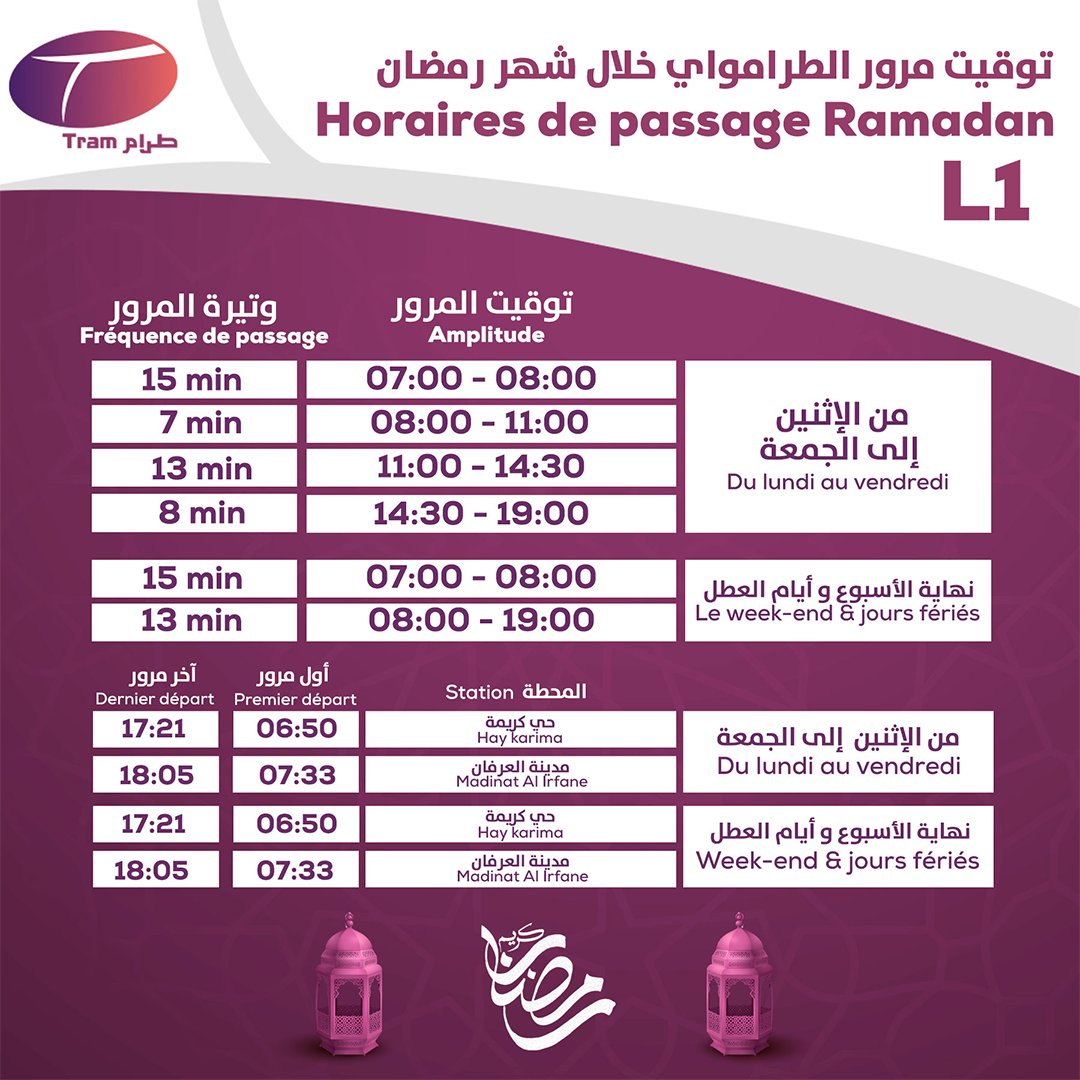 Tram طرام
توقيت مرور الطرامواي خلال شهر رمضان
Horaires de passage Ramadan
L1
وتيرة المرور
Fréquence de passage
توقيت المرور
Amplitude
15 min
07:00 - 08:00
7 min
08:00 - 11:00
13 min
11:00 - 14:30
8 min
14:30 - 19:00
من الإثنين
إلى الجمعة
Du lundi au vendredi
15 min
07:00 - 08:00
13 min
08:00 - 19:00
نهاية الأسبوع و أيام العطل
Le week-end & jours fériés
آخر مرور
Dernier départ
أول مرور
Premier départ
Station المحطة
17:21
06:50
حي كريمة
Hay karima
18:05
07:33
مدينة العرفان
Madinat Al Irfane
من الإثنين إلى الجمعة
Du lundi au vendredi
17:21
06:50
حي كريمة
Hay karima
18:05
07:33
مدينة العرفان
Madinat Al Irfane
نهاية الأسبوع و أيام العطل
Week-end & jours fériés
رمضان كريم